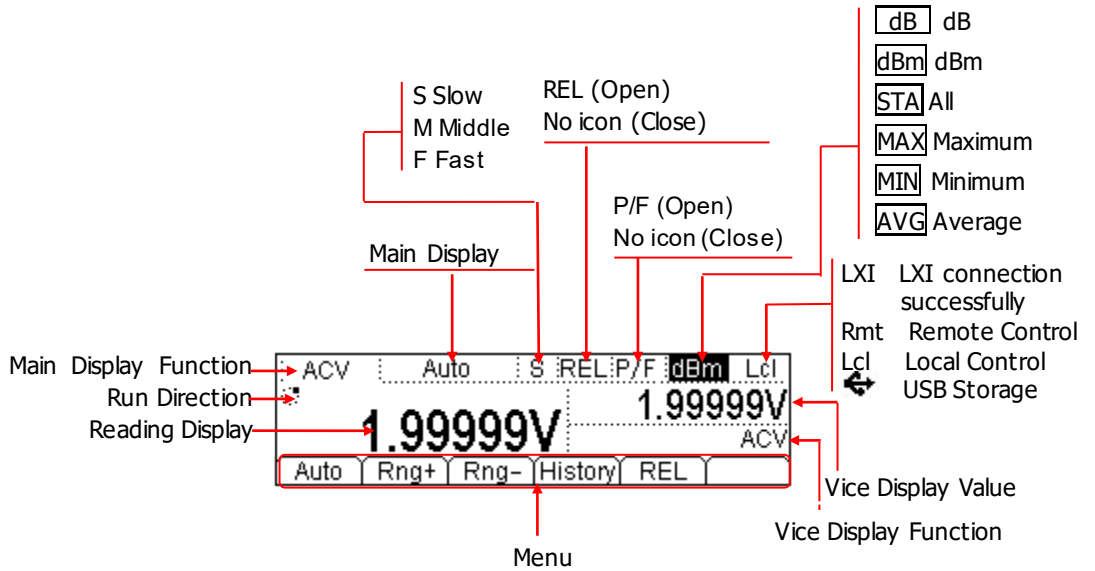 dB dB
dBm dBm
STA All
MAX Maximum
MIN Minimum
AVG Average
S Slow
M Middle
F Fast
REL (Open)
No icon (Close)
P/F (Open)
No icon (Close)
Main Display
LXI LXI connection
successfully
Rmt Remote Control
Lcl Local Control
USB Storage
Main Display Function
Run Direction
Reading Display
ACV Auto S REL P/F dBm Lcl
1.99999V
1.99999V
ACV
Auto Rng+ Rng- History REL
Vice Display Value
Vice Display Function
Menu